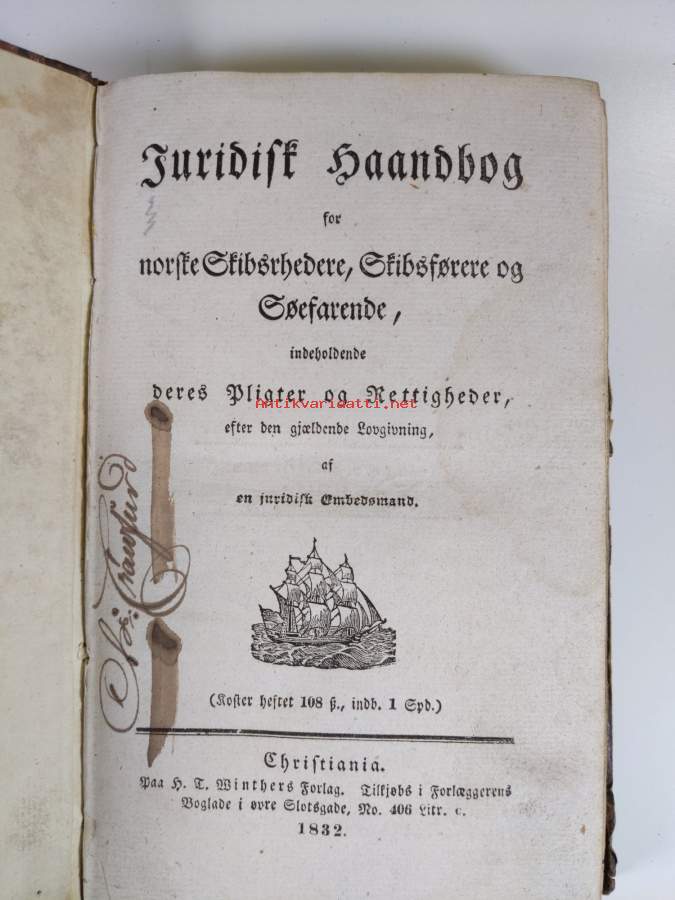 Juridisk Haandbog
for
norske Skibsrhedere, Skibsførere og
Søefarende,
indeholdende
deres Pligter og Rettigheder,
Antikvariaatti.net
efter den gjældende Lovgivning,
af
en juridisk Embedsmand.
(Koster heftet 108 ß., indb. 1 Spd.)
Christiania.
Paa H. T. Winthers Forlag. Tilkjøbs i Forlæggerens
Boglade i øvre Slotsgade, No. 406 Litr. c.
1832.